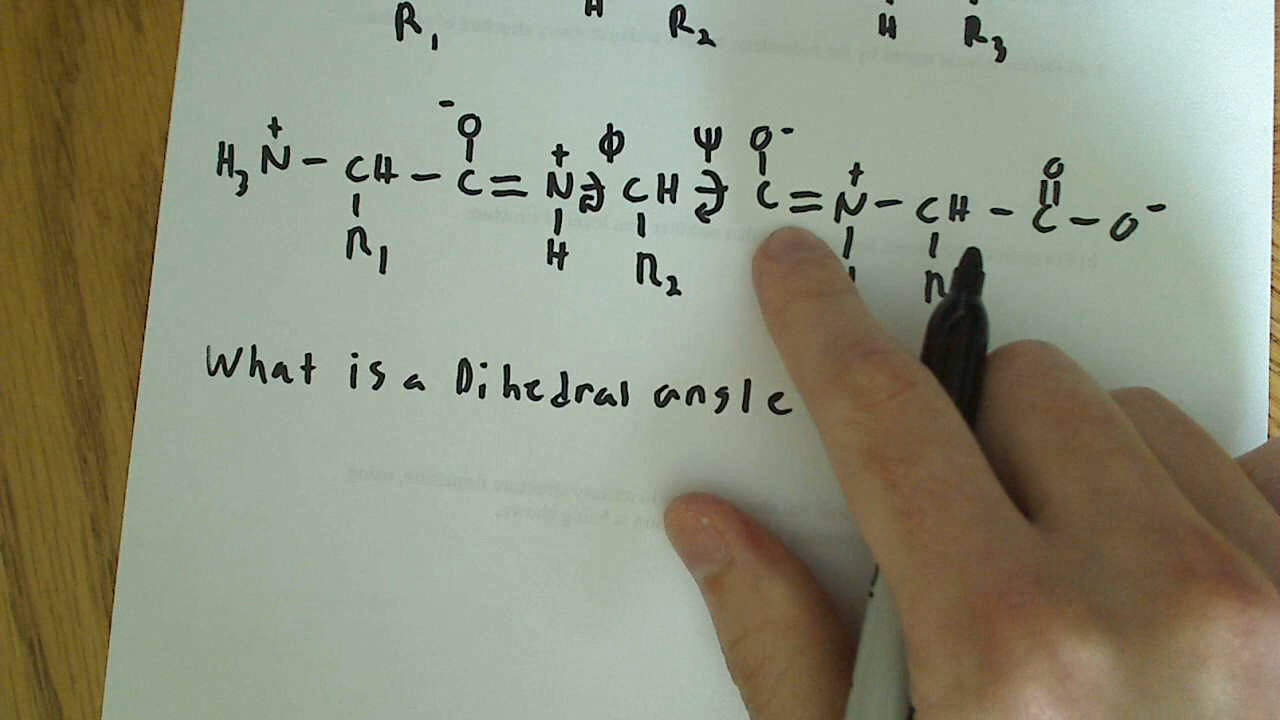 R1 H R2 H R3
- O + Φ Ψ O- + O
H3N+ - CH - C = N CH C = N - CH - C - O-
R1 H R2
What is a Dihedral angle